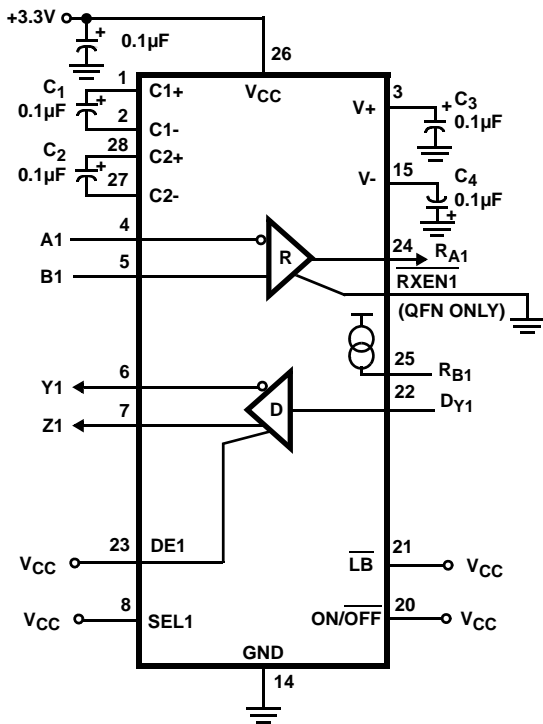 +3.3V
0.1µF
26
1
C1
0.1µF
C1+
VCC
2
C1-
3
V+
C3
0.1µF
28
C2
0.1µF
C2+
27
C2-
15
V-
C4
0.1µF
4
A1
5
B1
R
24
RA1
RXEN1
(QFN ONLY)
25
RB1
6
Y1
7
Z1
D
22
DY1
23
VCC
DE1
21
LB
VCC
8
VCC
SEL1
20
ON/OFF
VCC
GND
14